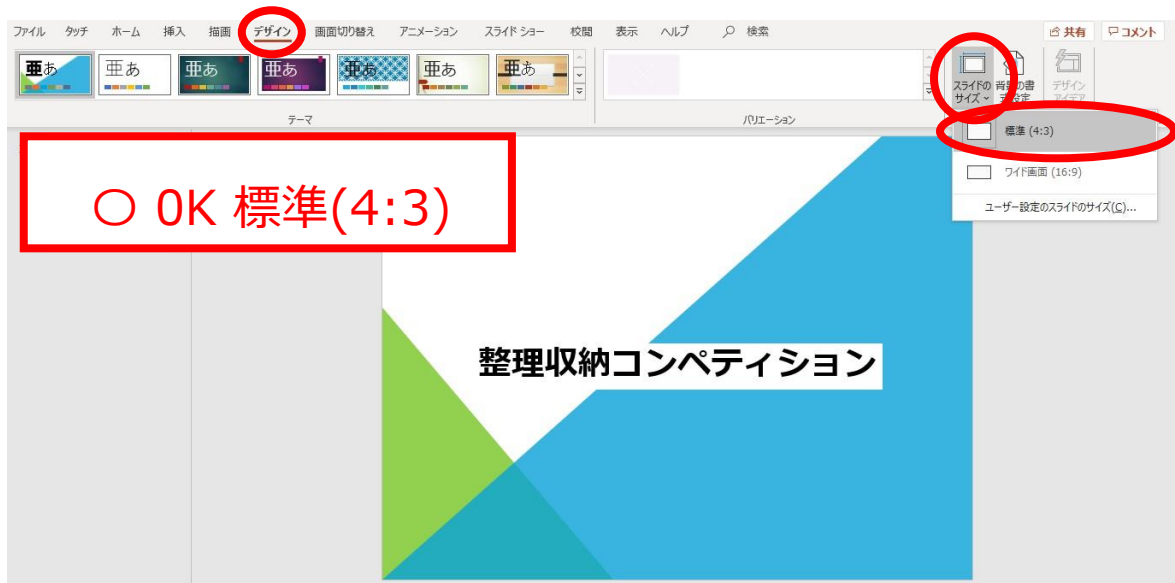 ファイル タッチ ホーム 挿入 描画 デザイン 画面切り替え アニメーション スライド ショー 校閲 表示 ヘルプ 検索 共有 コメント
亜あ 亜あ 亜あ 亜あ 亜あ 亜あ 亜あ
スライドの サイズ
背景の書 式設定
デザイン アイデア
テーマ バリエーション
標準 (4:3)
ワイド画面 (16:9)
ユーザー設定のスライドのサイズ(C)...
〇 0K 標準(4:3)
整理収納コンペティション